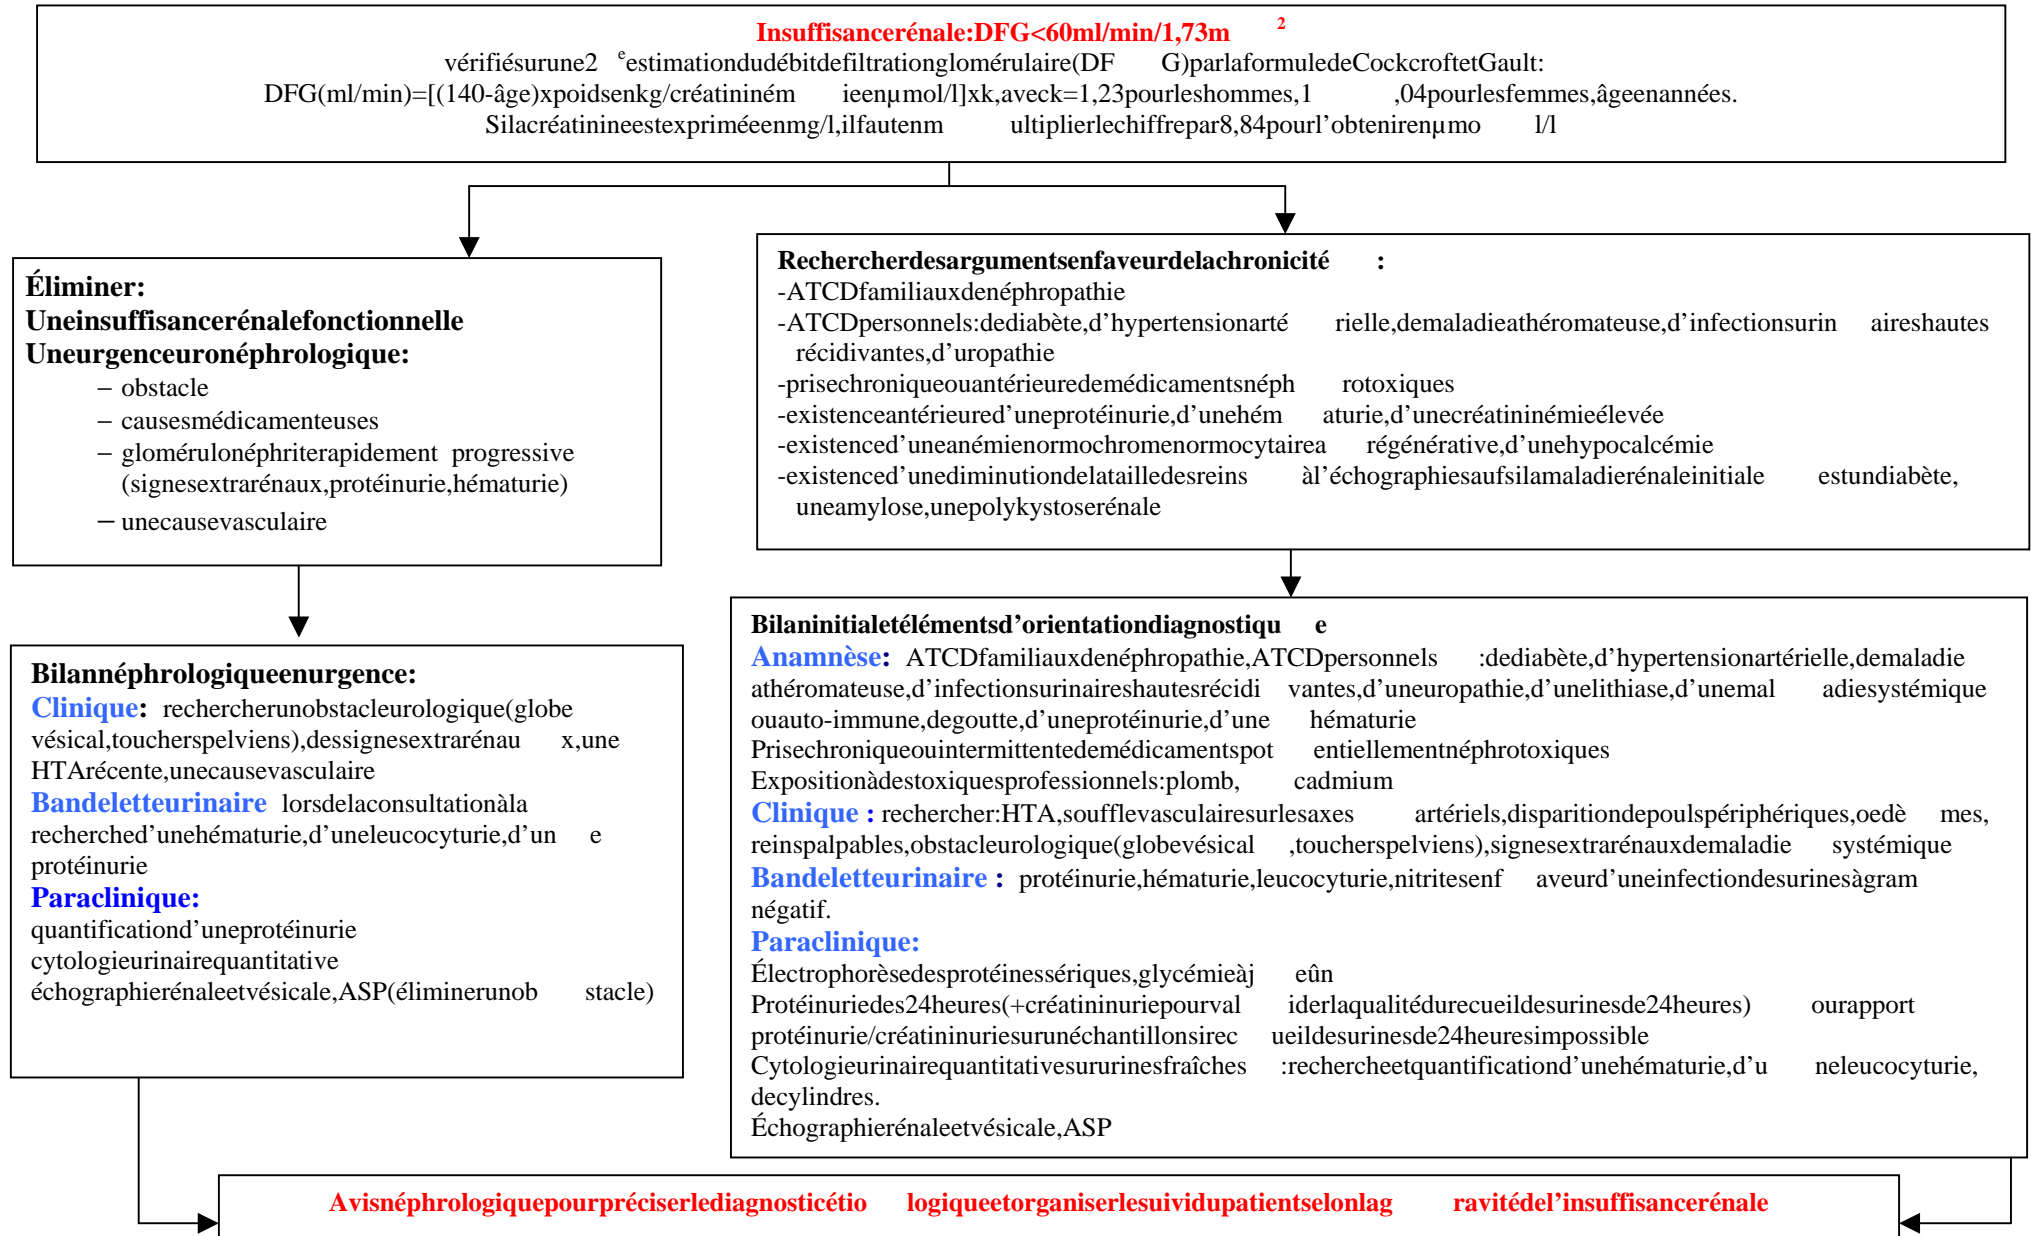 Insuffisancerénale:DFG<60ml/min/1,73m 2
vérifiésurune2 eestimationdudébitdefiltrationglomérulaire(DF G)parlaformuledeCockcroftetGault:
DFG(ml/min)=[(140-âge)xpoidsenkg/créatininém ieenµmol/l]xk,aveck=1,23pourleshommes,1 ,04pourlesfemmes,âgeenannées.
Silacréatinineestexpriméeenmg/l,ilfautenm ultiplierlechiffrepar8,84pourl’obtenirenµmo l/l
Éliminer:
Uneinsuffisancerénalefonctionnelle
Uneurgenceuronéphrologique:
– obstacle
– causesmédicamenteuses
– glomérulonéphriterapidement progressive
(signesextrarénaux,protéinurie,hématurie)
– unecausevasculaire
Rechercherdesargumentsenfaveurdelachronicité :
-ATCDfamiliauxdenéphropathie
-ATCDpersonnels:dediabète,d’hypertensionarté rielle,demaladieathéromateuse,d’infectionsurin aireshautes
récidivantes,d’uropathie
-prisechroniqueouantérieuredemédicamentsnéph rotoxiques
-existenceantérieured’uneprotéinurie,d’unehém aturie,d’unecréatininémieélevée
-existenced’uneanémienormochromenormocytairea régénérative,d’unehypocalcémie
-existenced’unediminutiondelatailledesreins àl’échographiesaufsilamaladierénaleinitiale estundiabète,
uneamylose,unepolykystoserénale
Bilannéphrologiqueenurgence:
Clinique: rechercherunobstacleurologique(globe
vésical,toucherspelviens),dessignesextrarénau x,une
HTArécente,unecausevasculaire
Bandeletteurinaire lorsdelaconsultationàla
recherched’unehématurie,d’uneleucocyturie,d’un e
protéinurie
Paraclinique:
quantificationd’uneprotéinurie
cytologieurinairequantitative
échographierénaleetvésicale,ASP(éliminerunob stacle)
Bilaninitialetélémentsd’orientationdiagnostiqu e
Anamnèse: ATCDfamiliauxdenéphropathie,ATCDpersonnels :dediabète,d’hypertensionartérielle,demaladie
athéromateuse,d’infectionsurinaireshautesrécidi vantes,d’uneuropathie,d’unelithiase,d’unemal adiesystémique
ouauto-immune,degoutte,d’uneprotéinurie,d’une hématurie
Prisechroniqueouintermittentedemédicamentspot entiellementnéphrotoxiques
Expositionàdestoxiquesprofessionnels:plomb, cadmium
Clinique : rechercher:HTA,soufflevasculairesurlesaxes artériels,disparitiondepoulspériphériques,oedè mes,
reinspalpables,obstacleurologique(globevésical ,toucherspelviens),signesextrarénauxdemaladie systémique
Bandeletteurinaire : protéinurie,hématurie,leucocyturie,nitritesenf aveurd’uneinfectiondesurinesàgram
négatif.
Paraclinique:
Électrophorèsedesprotéinessériques,glycémieàj eûn
Protéinuriedes24heures(+créatininuriepourval iderlaqualitédurecueildesurinesde24heures) ourapport
protéinurie/créatininuriesurunéchantillonsirec ueildesurinesde24heuresimpossible
Cytologieurinairequantitativesururinesfraîches :rechercheetquantificationd’unehématurie,d’u neleucocyturie,
decylindres.
Échographierénaleetvésicale,ASP
Avisnéphrologiquepourpréciserlediagnosticétio logiqueetorganiserlesuividupatientselonlag ravitédel’insuffisancerénale